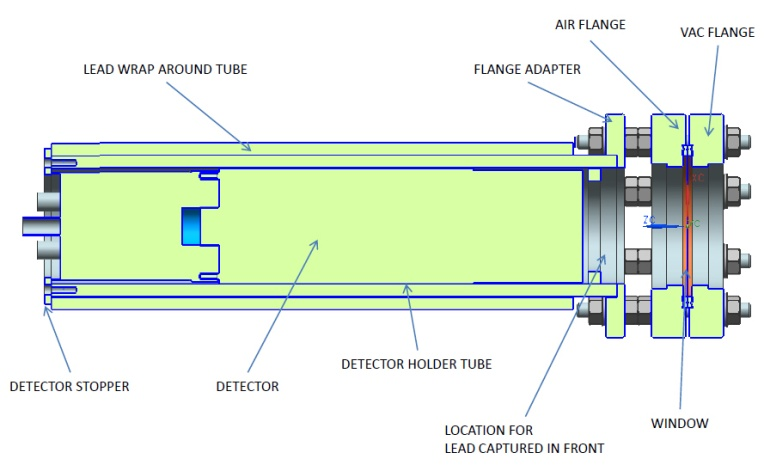 AIR FLANGE
VAC FLANGE
LEAD WRAP AROUND TUBE
FLANGE ADAPTER
ZC
DETECTOR HOLDER TUBE
DETECTOR STOPPER
DETECTOR
LOCATION FOR
LEAD CAPTURED IN FRONT
WINDOW